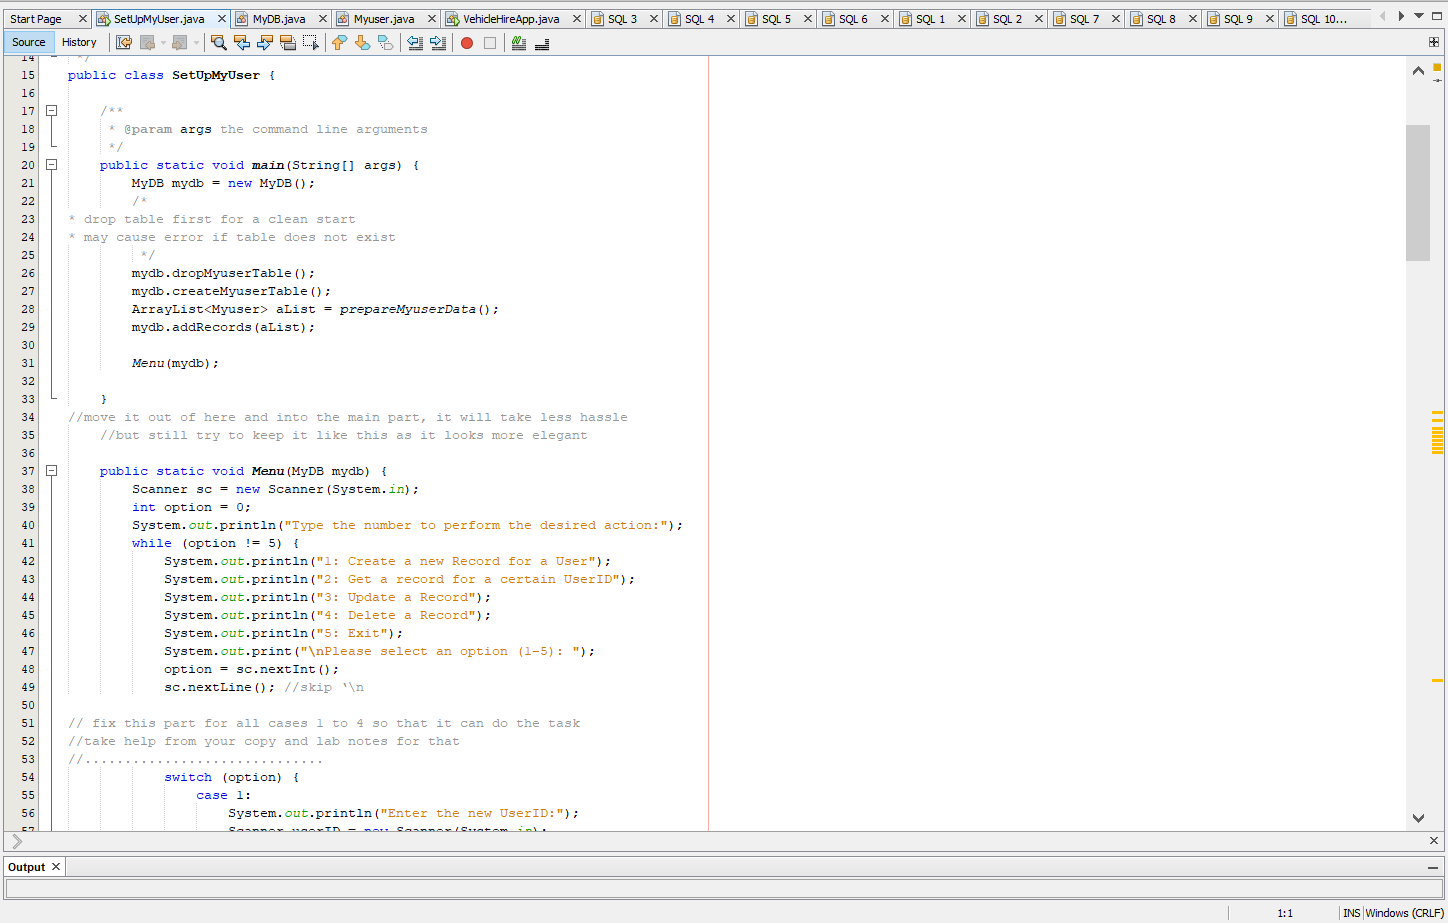 Start Page SetUpMyUser.java MyDB.java Myuser.java VehicleHireApp.java SQL 3 SQL 4 SQL 5 SQL 6 SQL 1 SQL 2 SQL 7 SQL 8 SQL 9 SQL 10...
Source History
14 */
15 public class SetUpMyUser {
16
17 /**
18 * @param args the command line arguments
19 */
20 public static void main(String[] args) {
21 MyDB mydb = new MyDB();
22 /*
23 * drop table first for a clean start
24 * may cause error if table does not exist
25 */
26 mydb.dropMyuserTable();
27 mydb.createMyuserTable();
28 ArrayList<Myuser> aList = prepareMyuserData();
29 mydb.addRecords(aList);
30
31 Menu(mydb);
32
33 }
34 //move it out of here and into the main part, it will take less hassle
35 //but still try to keep it like this as it looks more elegant
36
37 public static void Menu(MyDB mydb) {
38 Scanner sc = new Scanner(System.in);
39 int option = 0;
40 System.out.println("Type the number to perform the desired action:");
41 while (option != 5) {
42 System.out.println("1: Create a new Record for a User");
43 System.out.println("2: Get a record for a certain UserID");
44 System.out.println("3: Update a Record");
45 System.out.println("4: Delete a Record");
46 System.out.println("5: Exit");
47 System.out.print("\nPlease select an option (1-5): ");
48 option = sc.nextInt();
49 sc.nextLine(); //skip '\n
50
51 // fix this part for all cases 1 to 4 so that it can do the task
52 //take help from your copy and lab notes for that
53 //..............................
54 switch (option) {
55 case 1:
56 System.out.println("Enter the new UserID:");
57 Scanner userID = new Scanner(System.in);
Output
1:1 INS Windows (CRLF)